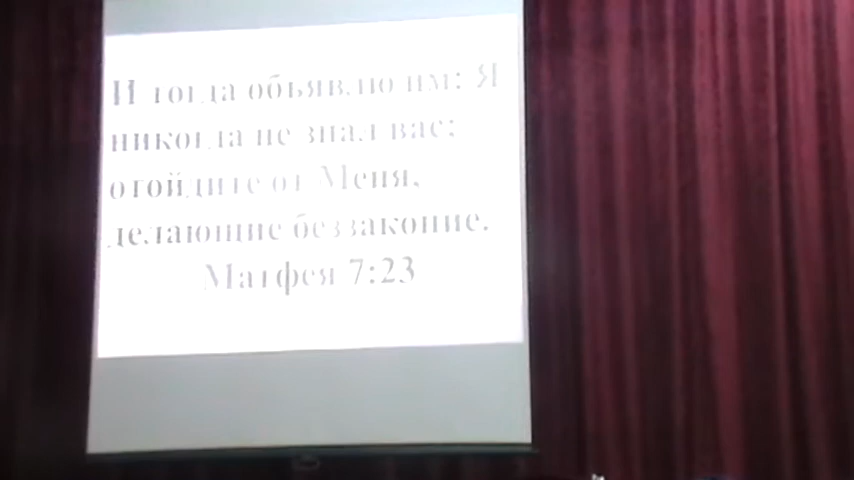 И тогда объявлю им: Я
никогда не знал вас;
отойдите от Меня,
делающие беззаконие.
Матфея 7:23